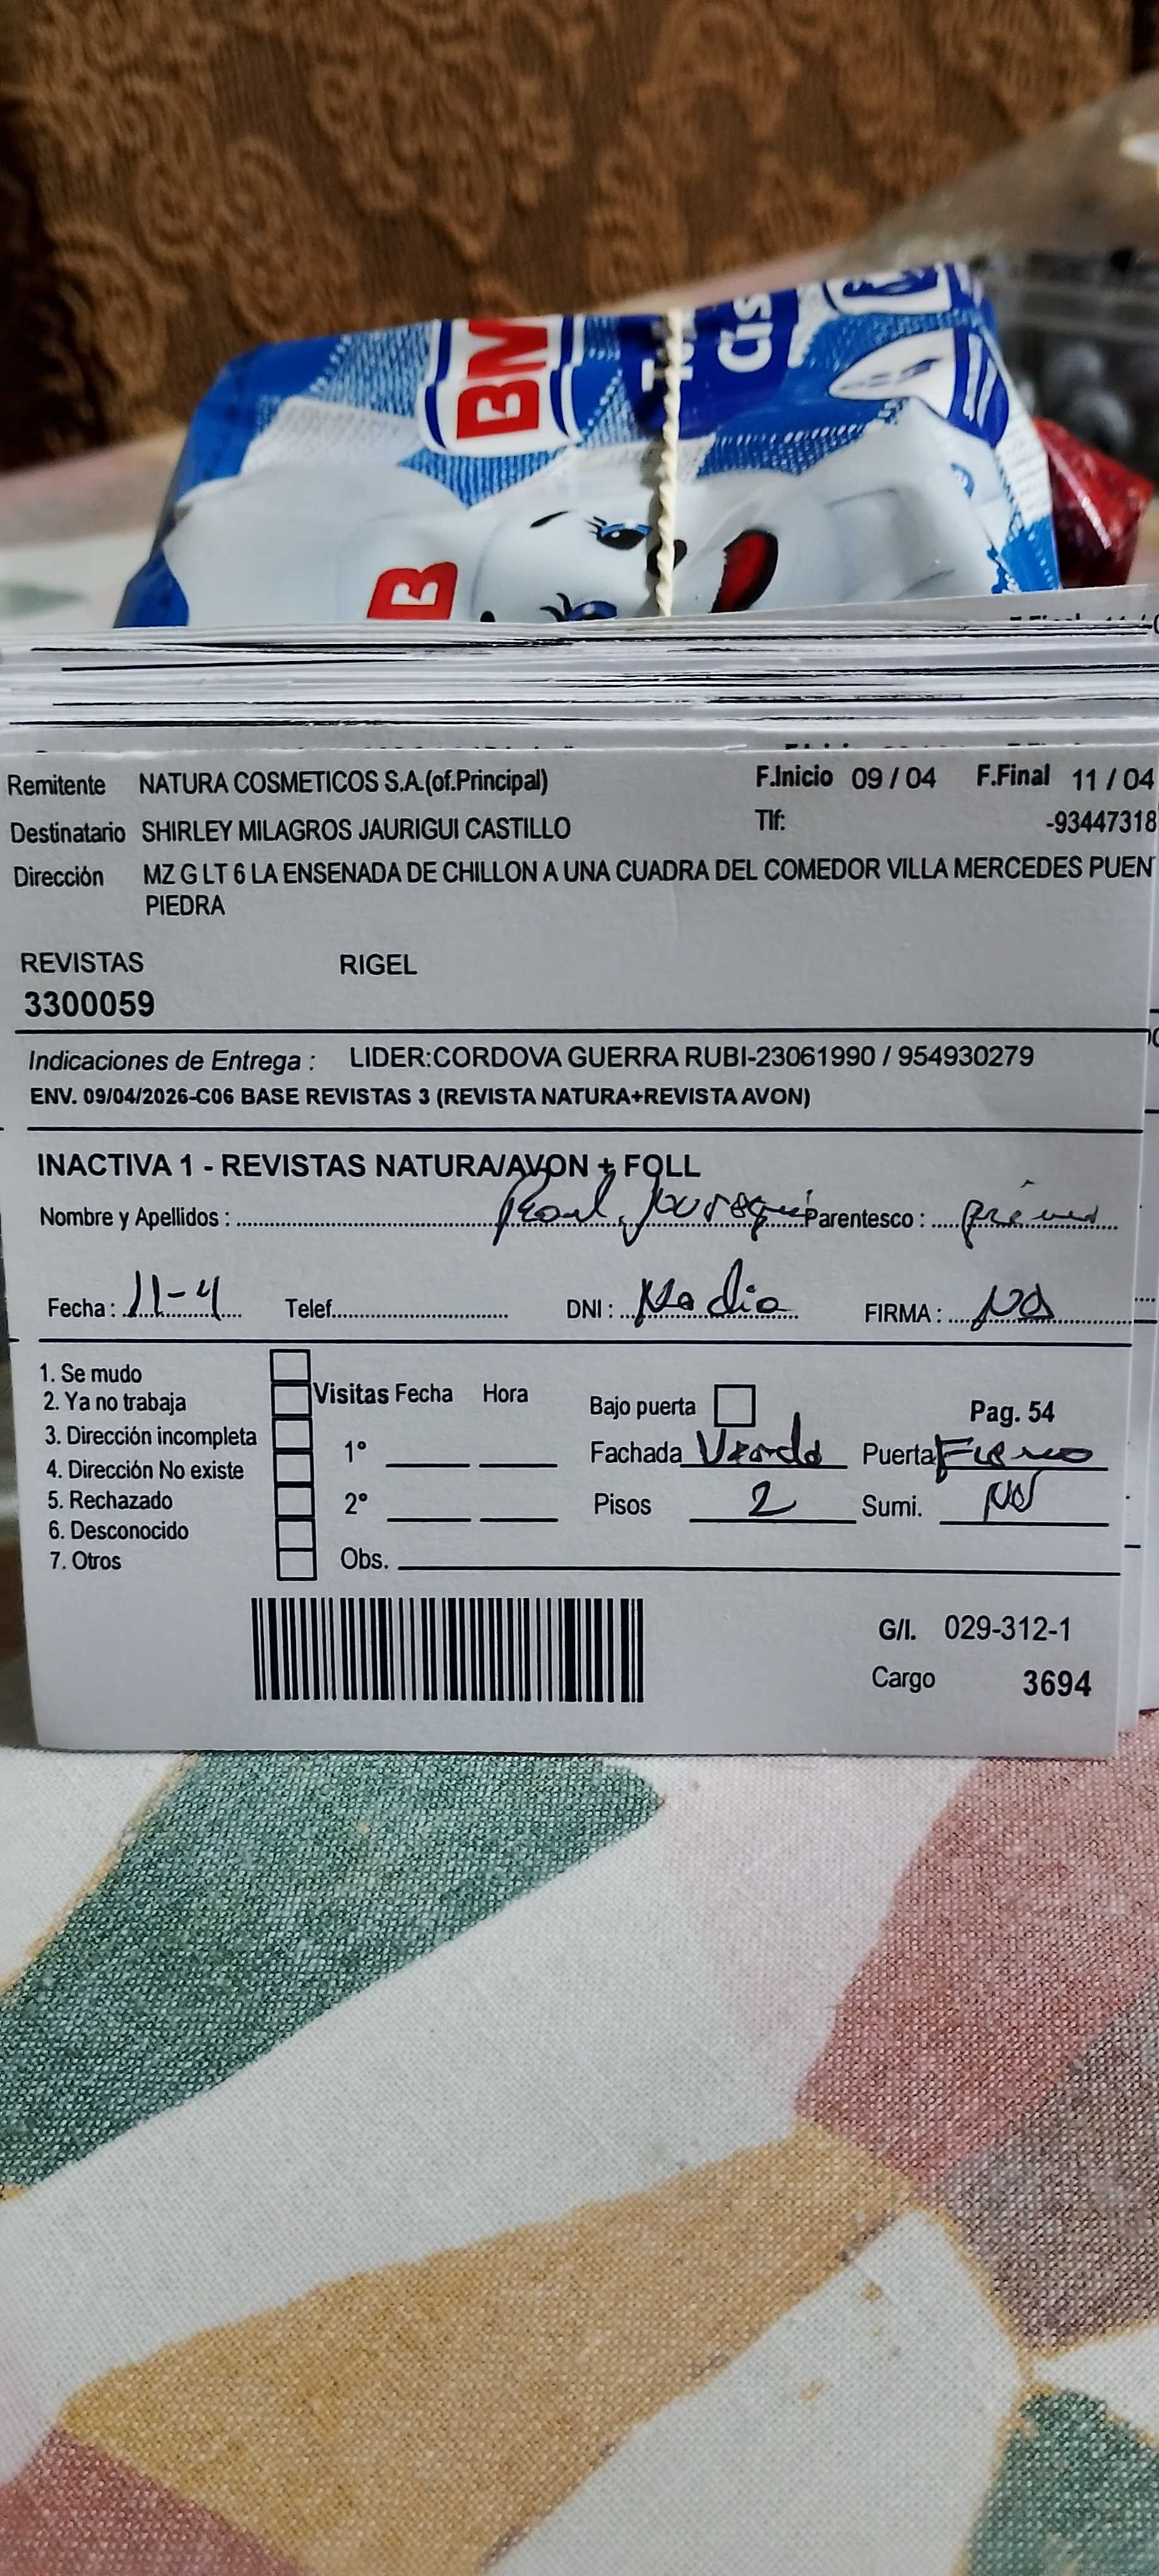 BM
B
Remitente NATURA COSMETICOS S.A.(of.Principal) F.Inicio 09 / 04 F.Final 11 / 04
Destinatario SHIRLEY MILAGROS JAURIGUI CASTILLO Tlf: -93447318
Dirección MZ G LT 6 LA ENSENADA DE CHILLON A UNA CUADRA DEL COMEDOR VILLA MERCEDES PUEN
PIEDRA
REVISTAS RIGEL
3300059
Indicaciones de Entrega : LIDER:CORDOVA GUERRA RUBI-23061990 / 954930279
ENV. 09/04/2026-C06 BASE REVISTAS 3 (REVISTA NATURA+REVISTA AVON)
INACTIVA 1 - REVISTAS NATURA/AVON + FOLL
Nombre y Apellidos : Raul Parentesco :
Fecha : 11-4 Telef. DNI : FIRMA : No
1. Se mudo
2. Ya no trabaja Visitas Fecha Hora Bajo puerta Pag. 54
3. Dirección incompleta 1° Fachada Puerta Fierro
4. Dirección No existe
5. Rechazado 2° Pisos 2 Sumi. No
6. Desconocido
7. Otros Obs.
G/I. 029-312-1
Cargo 3694